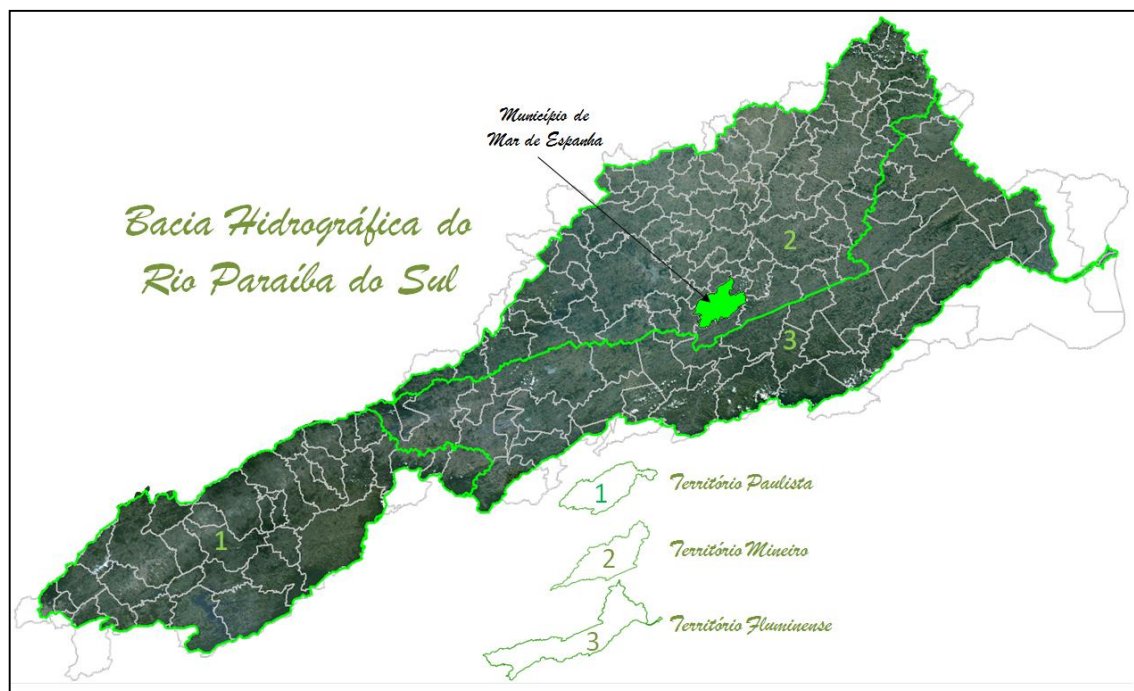 Município de
Mar de Espanha
Bacia Hidrográfica do
Rio Paraíba do Sul
2
3
1
1
Território Paulista
2
Território Mineiro
3
Território Fluminense